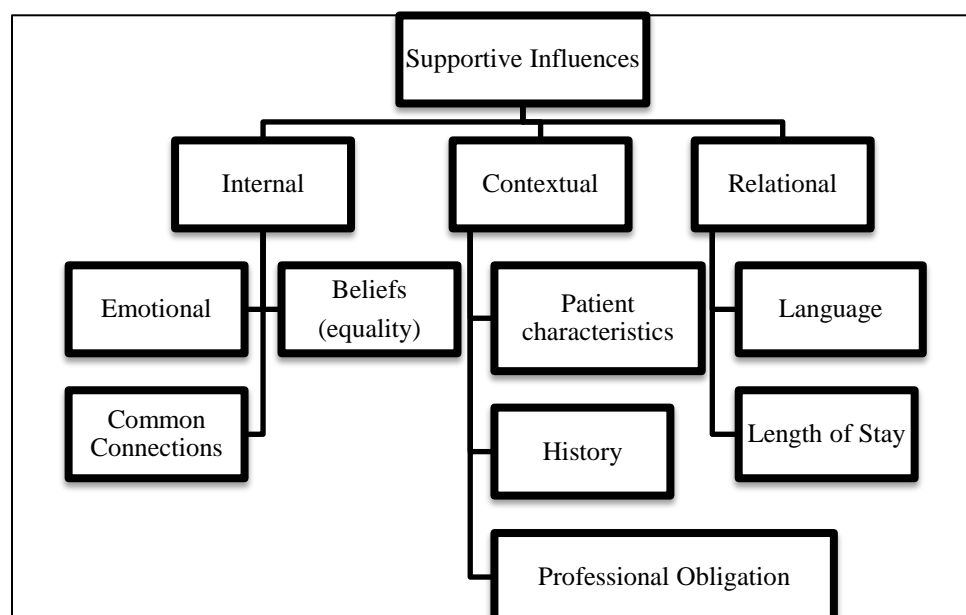 Supportive Influences
Internal
Contextual
Relational
Emotional
Beliefs
(equality)
Patient
characteristics
Language
Common
Connections
History
Length of Stay
Professional Obligation